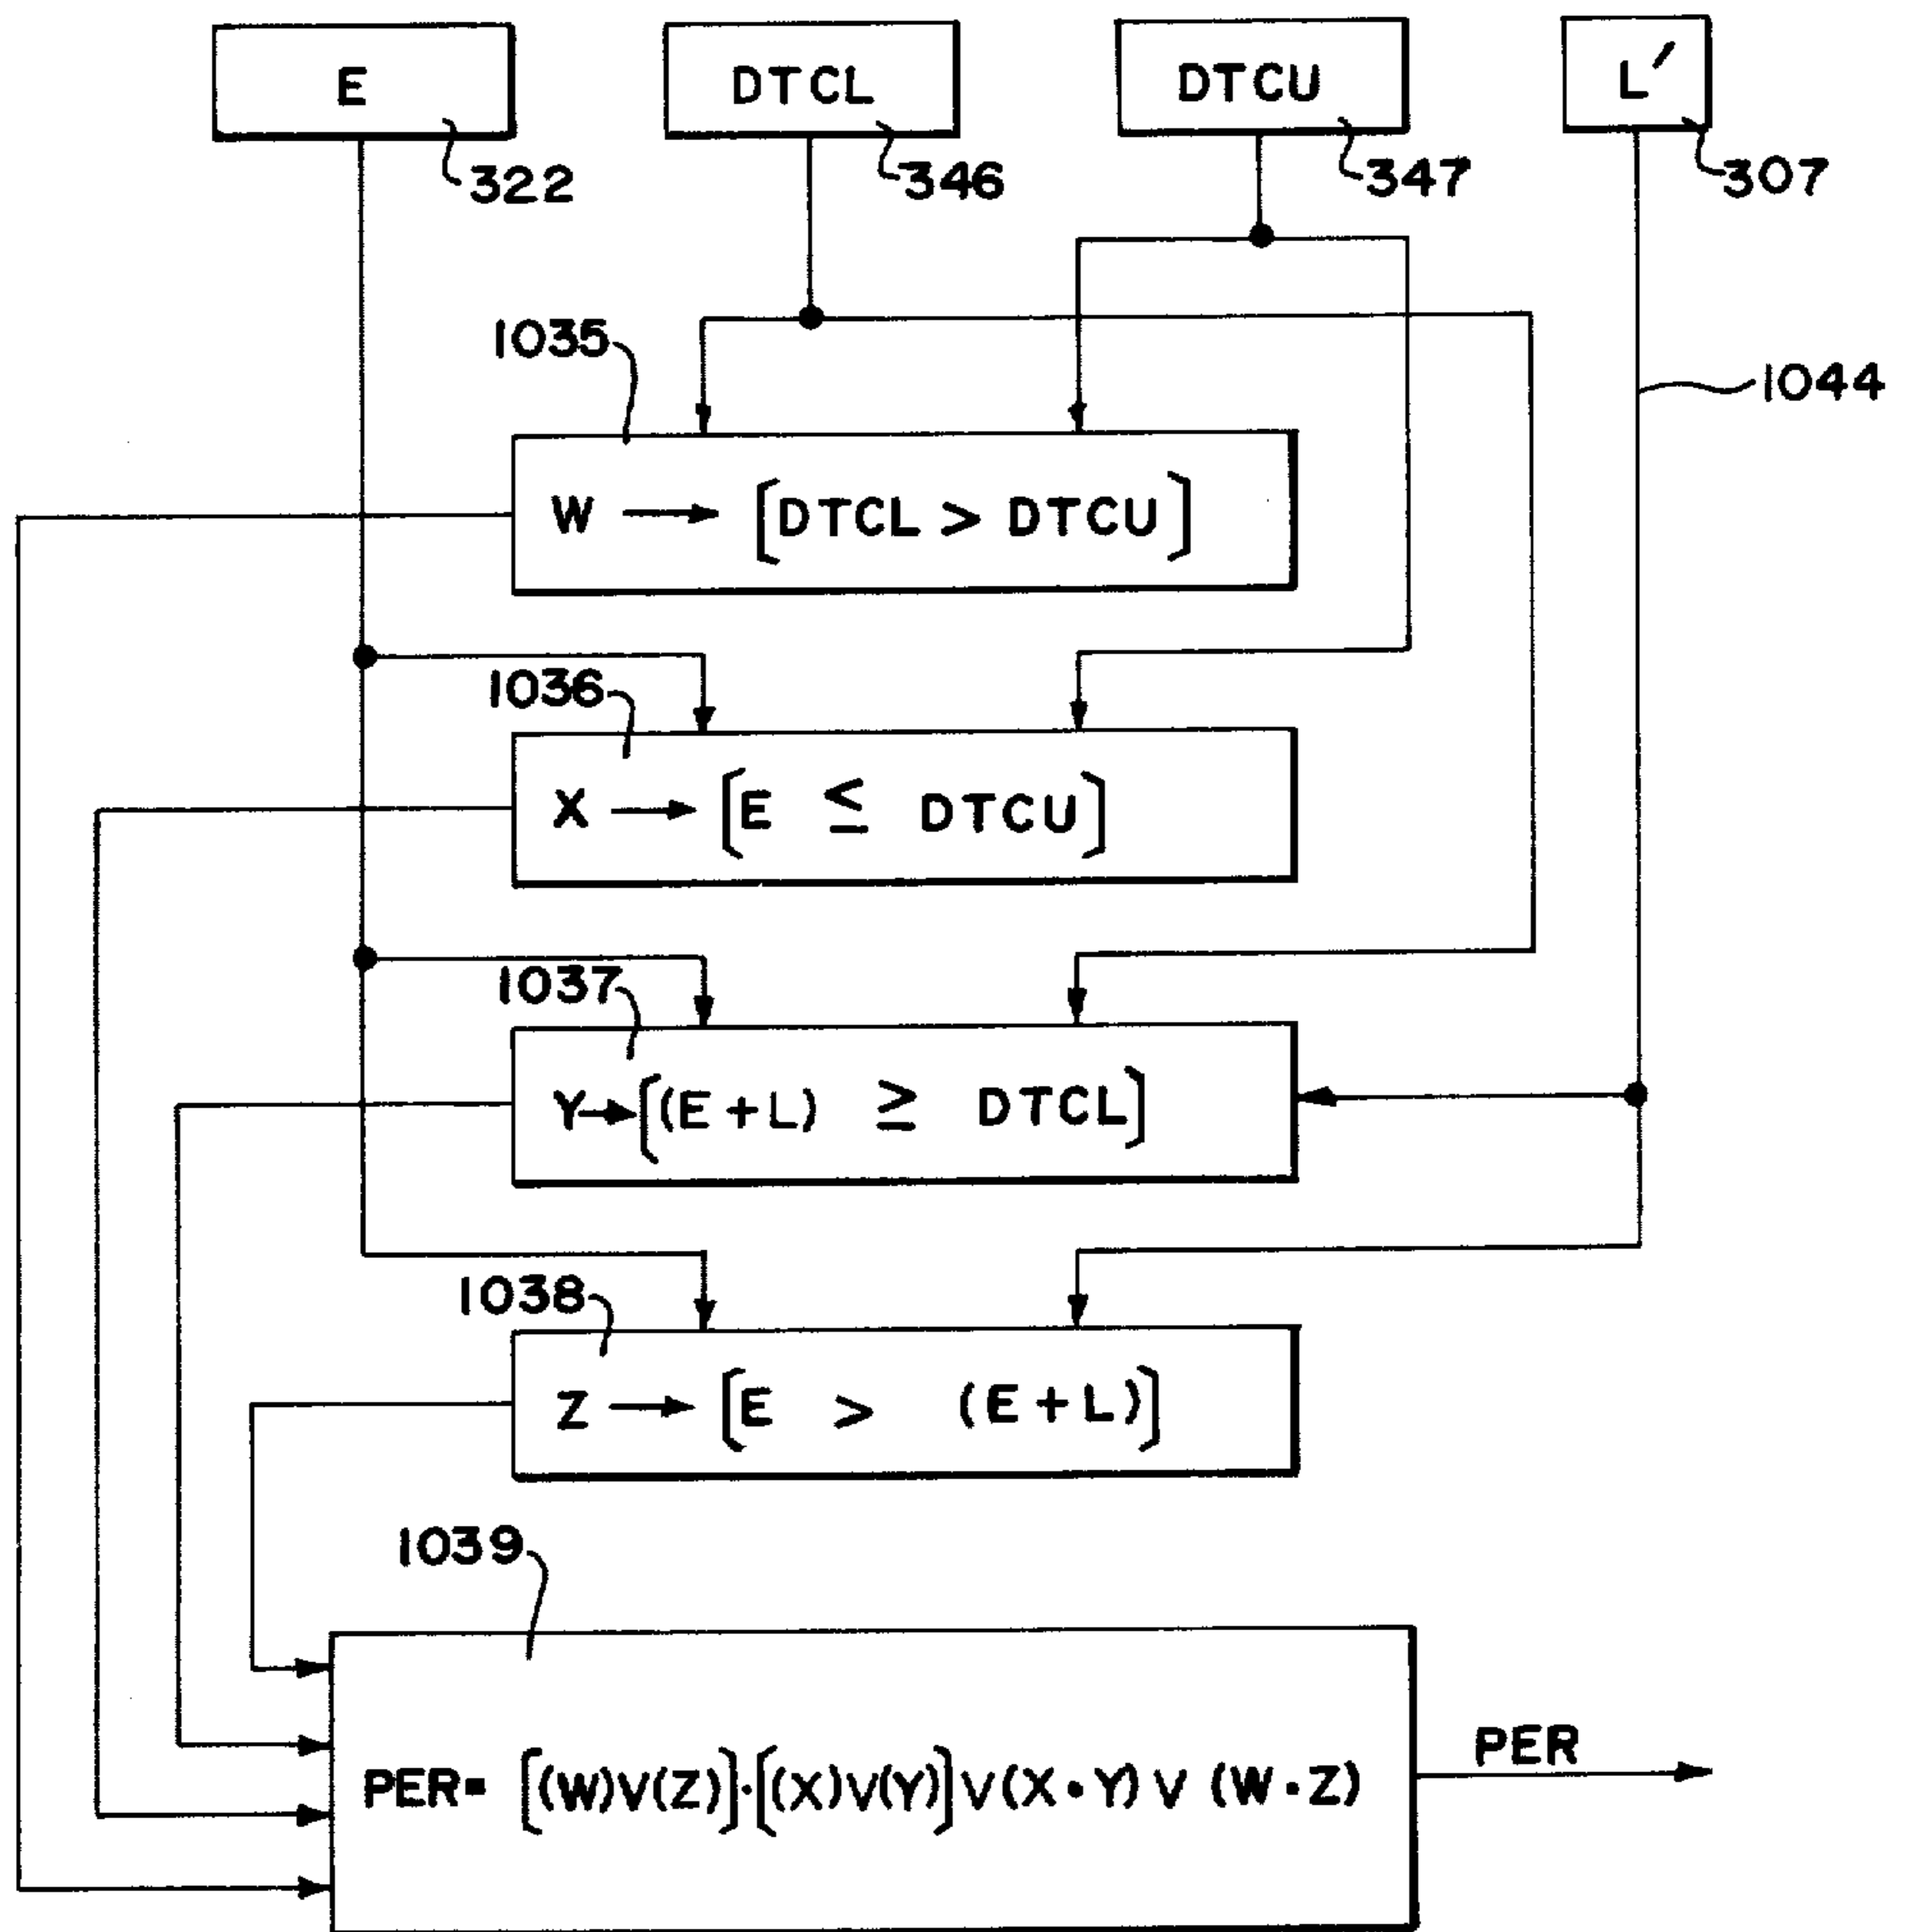 E
DTCL
DTCU
L′
322
346
347
307
1035
1044
W → [DTCL > DTCU]
1036
X → [E ≤ DTCU]
1037
Y → [(E + L) ≥ DTCL]
1038
Z → [E > (E + L)]
1039
PER
PER= [(W)V(Z)]·[(X)V(Y)]V(X•Y)V(W•Z)